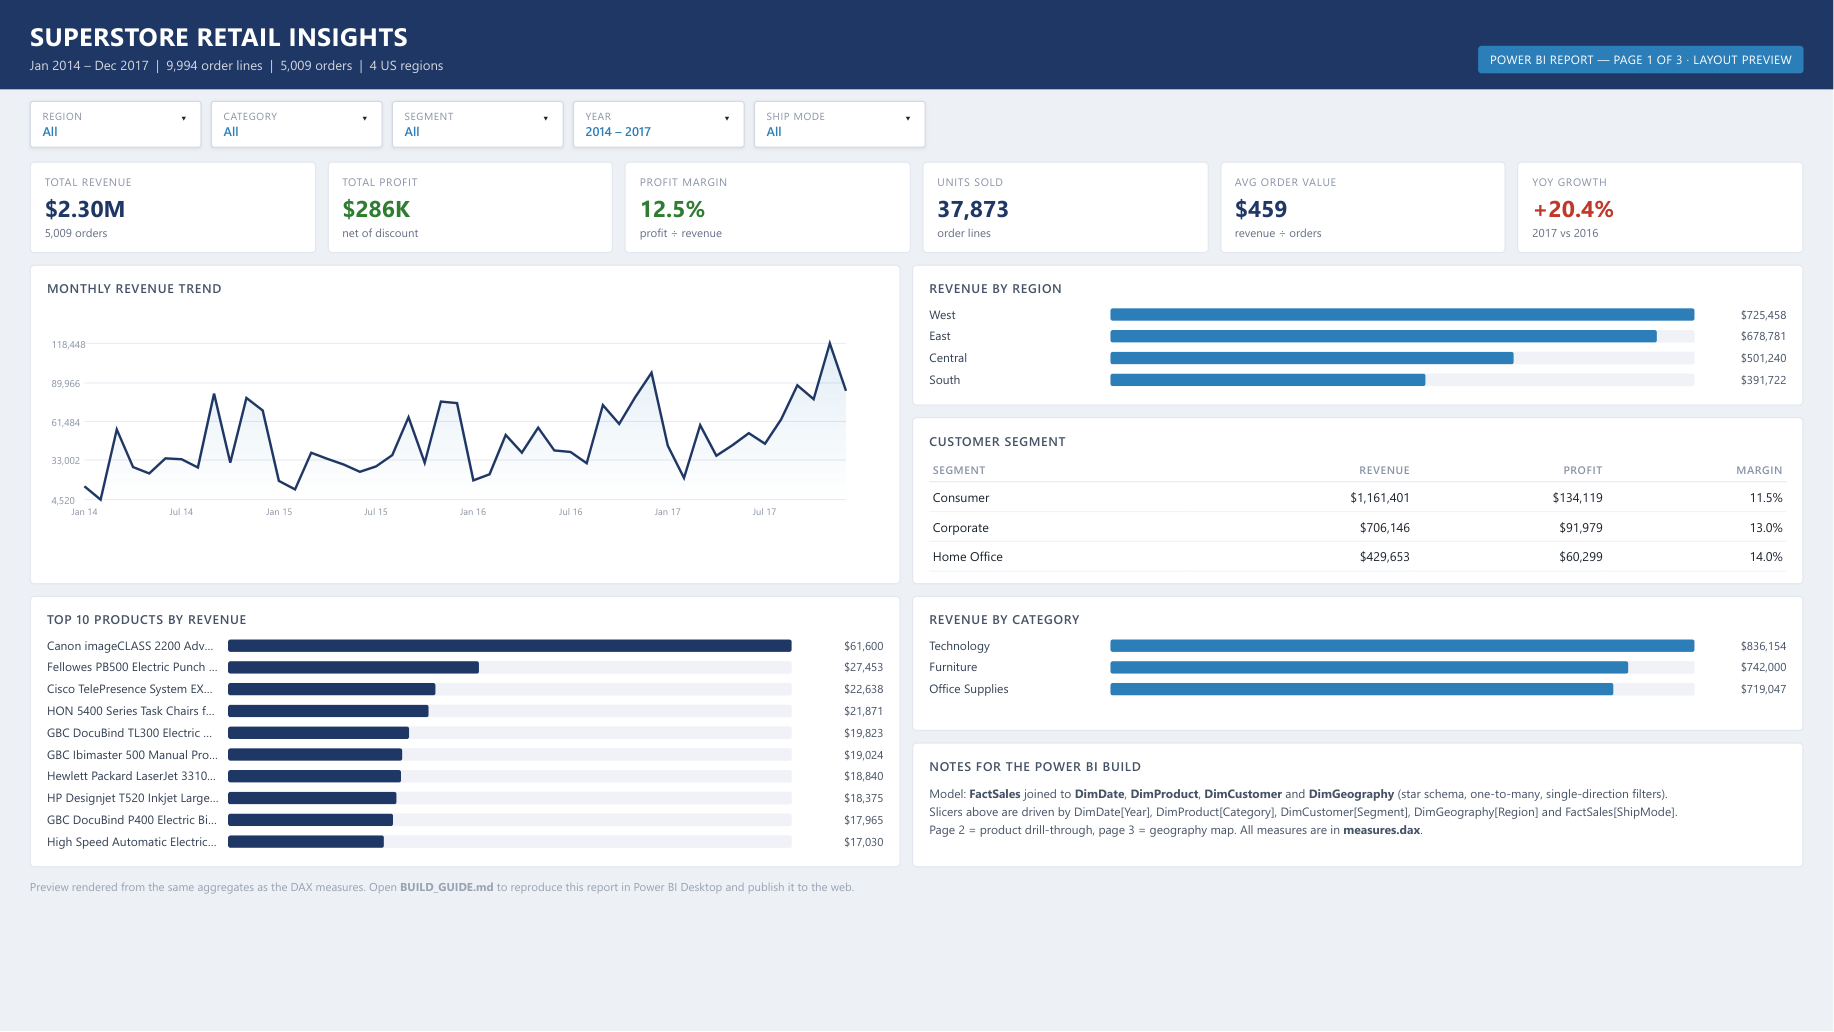 SUPERSTORE RETAIL INSIGHTS
Jan 2014 – Dec 2017 | 9,994 order lines | 5,009 orders | 4 US regions
POWER BI REPORT — PAGE 1 OF 3 · LAYOUT PREVIEW
REGION
All
CATEGORY
All
SEGMENT
All
YEAR
2014 – 2017
SHIP MODE
All
TOTAL REVENUE
$2.30M
5,009 orders
TOTAL PROFIT
$286K
net of discount
PROFIT MARGIN
12.5%
profit ÷ revenue
UNITS SOLD
37,873
order lines
AVG ORDER VALUE
$459
revenue ÷ orders
YOY GROWTH
+20.4%
2017 vs 2016
MONTHLY REVENUE TREND
118,448
89,966
61,484
33,002
4,520
Jan 14 Jul 14 Jan 15 Jul 15 Jan 16 Jul 16 Jan 17 Jul 17
REVENUE BY REGION
West $725,458
East $678,781
Central $501,240
South $391,722
CUSTOMER SEGMENT
SEGMENT REVENUE PROFIT MARGIN
Consumer $1,161,401 $134,119 11.5%
Corporate $706,146 $91,979 13.0%
Home Office $429,653 $60,299 14.0%
TOP 10 PRODUCTS BY REVENUE
Canon imageCLASS 2200 Adv... $61,600
Fellowes PB500 Electric Punch ... $27,453
Cisco TelePresence System EX... $22,638
HON 5400 Series Task Chairs f... $21,871
GBC DocuBind TL300 Electric ... $19,823
GBC Ibimaster 500 Manual Pro... $19,024
Hewlett Packard LaserJet 3310... $18,840
HP Designjet T520 Inkjet Large... $18,375
GBC DocuBind P400 Electric Bi... $17,965
High Speed Automatic Electric... $17,030
REVENUE BY CATEGORY
Technology $836,154
Furniture $742,000
Office Supplies $719,047
NOTES FOR THE POWER BI BUILD
Model: FactSales joined to DimDate, DimProduct, DimCustomer and DimGeography (star schema, one-to-many, single-direction filters).
Slicers above are driven by DimDate[Year], DimProduct[Category], DimCustomer[Segment], DimGeography[Region] and FactSales[ShipMode].
Page 2 = product drill-through, page 3 = geography map. All measures are in measures.dax.
Preview rendered from the same aggregates as the DAX measures. Open BUILD_GUIDE.md to reproduce this report in Power BI Desktop and publish it to the web.